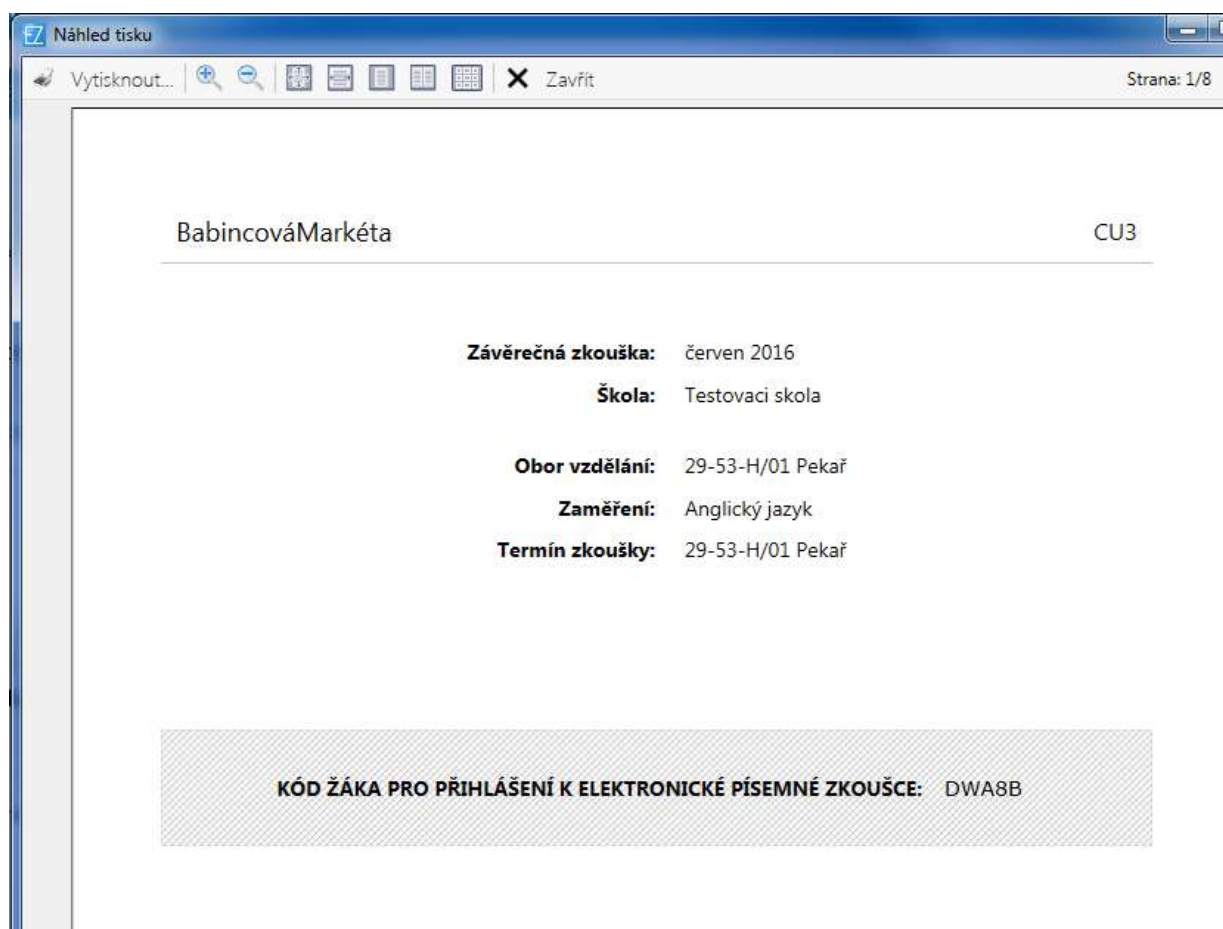 Náhled tisku
Vytisknout... Zavřít Strana: 1/8
BabincováMarkéta CU3
Závěrečná zkouška: červen 2016
Škola: Testovaci skola
Obor vzdělání: 29-53-H/01 Pekař
Zaměření: Anglický jazyk
Termín zkoušky: 29-53-H/01 Pekař
KÓD ŽÁKA PRO PŘIHLÁŠENÍ K ELEKTRONICKÉ PÍSEMNÉ ZKOUŠCE: DWA8B